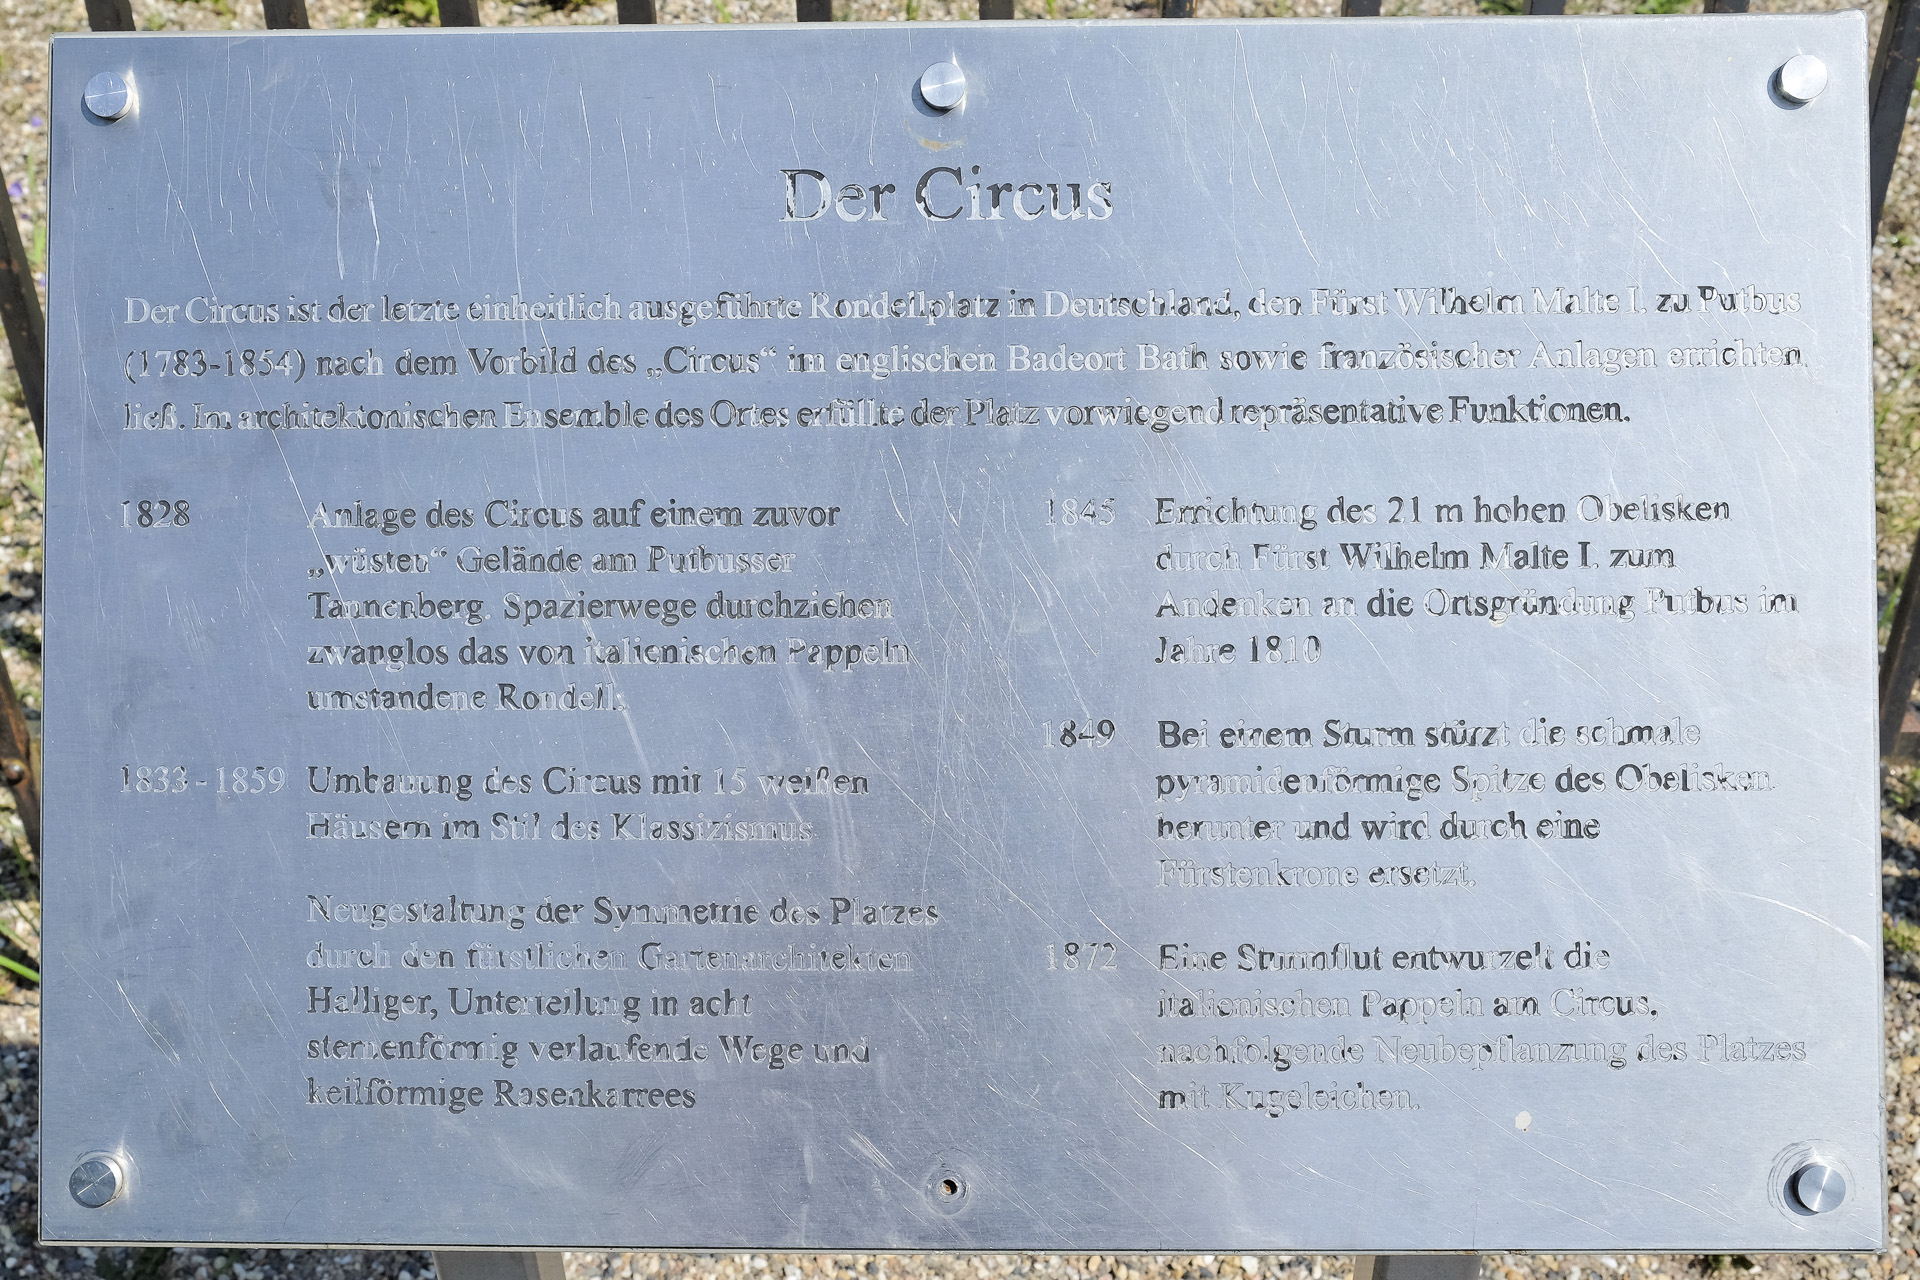 Der Circus
Der Circus ist der letzte einheitlich ausgeführte Rondellplatz in Deutschland, den Fürst Wilhelm Malte I. zu Putbus
(1783-1854) nach dem Vorbild des „Circus“ im englischen Badeort Bath sowie französischer Anlagen errichten
ließ. Im architektonischen Ensemble des Ortes erfüllte der Platz vorwiegend repräsentative Funktionen.
1828 Anlage des Circus auf einem zuvor
„wüsten“ Gelände am Putbusser
Tannenberg. Spazierwege durchziehen
zwanglos das von italienischen Pappeln
umstandene Rondell.
1833 - 1859 Umbauung des Circus mit 15 weißen
Häusern im Stil des Klassizismus
Neugestaltung der Symmetrie des Platzes
durch den fürstlichen Gartenarchitekten
Halliger, Unterteilung in acht
sternenförmig verlaufende Wege und
keilförmige Rasenkarrees
1845 Errichtung des 21 m hohen Obelisken
durch Fürst Wilhelm Malte I. zum
Andenken an die Ortsgründung Putbus im
Jahre 1810
1849 Bei einem Sturm stürzt die schmale
pyramidenförmige Spitze des Obelisken
herunter und wird durch eine
Fürstenkrone ersetzt.
1872 Eine Sturmflut entwurzelt die
italienischen Pappeln am Circus,
nachfolgende Neubepflanzung des Platzes
mit Kugeleichen.